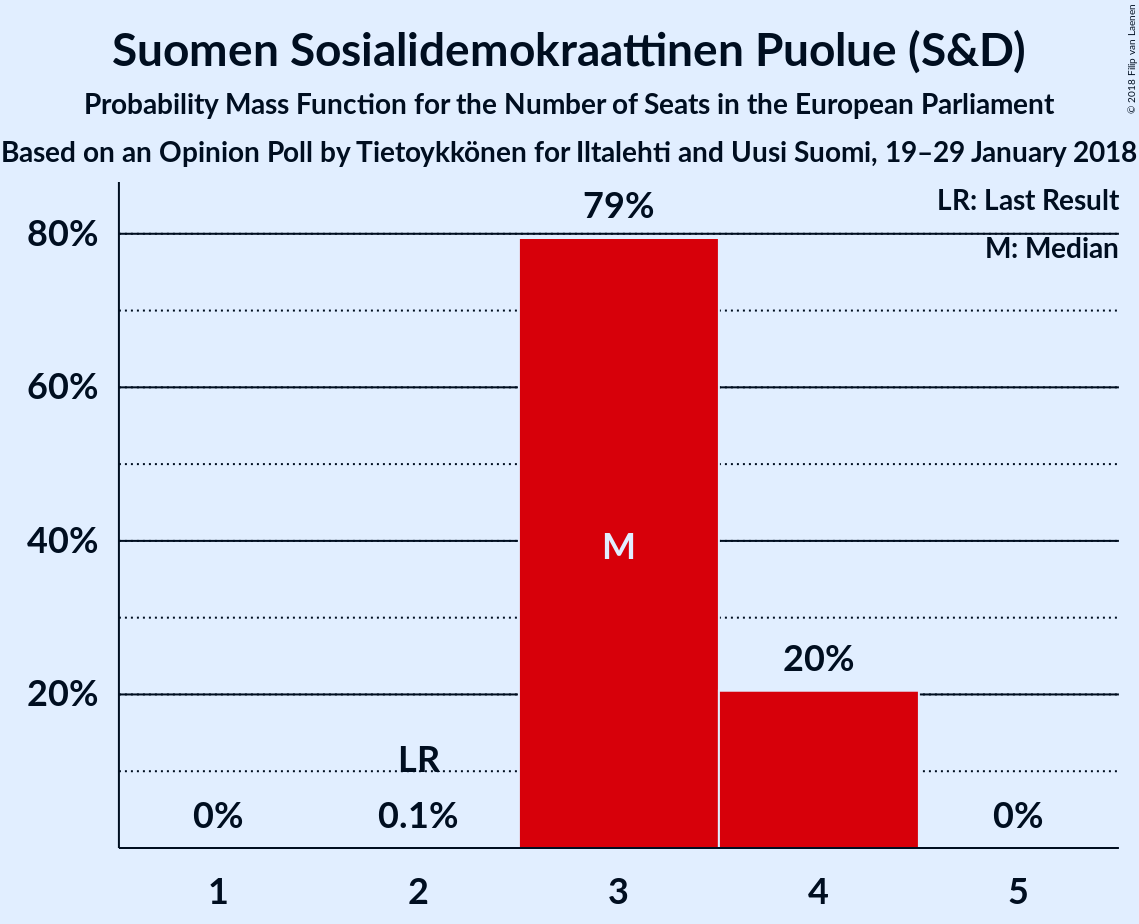 Suomen Sosialidemokraattinen Puolue (S&D)
Probability Mass Function for the Number of Seats in the European Parliament
Based on an Opinion Poll by Tietoykkönen for Iltalehti and Uusi Suomi, 19–29 January 2018
© 2018 Filip van Laenen
LR: Last Result
M: Median
79%
80%
60%
40%
M
20%
20%
LR
0%
0.1%
0%
1
2
3
4
5